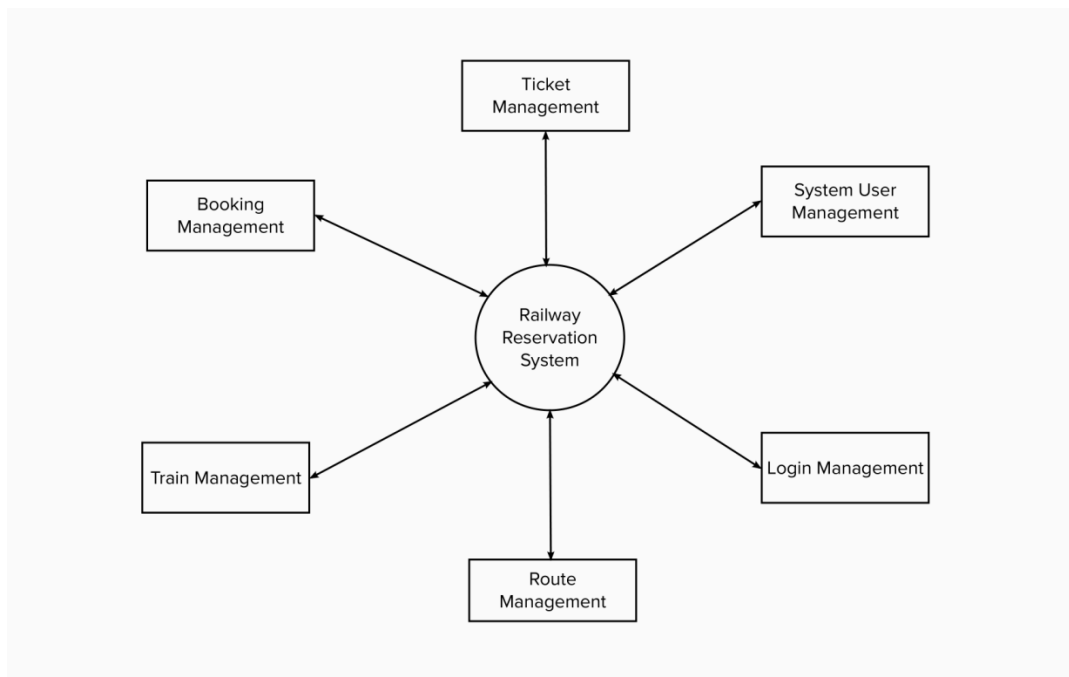 Ticket
Management
System User
Management
Booking
Management
Railway
Reservation
System
Train Management
Login Management
Route
Management